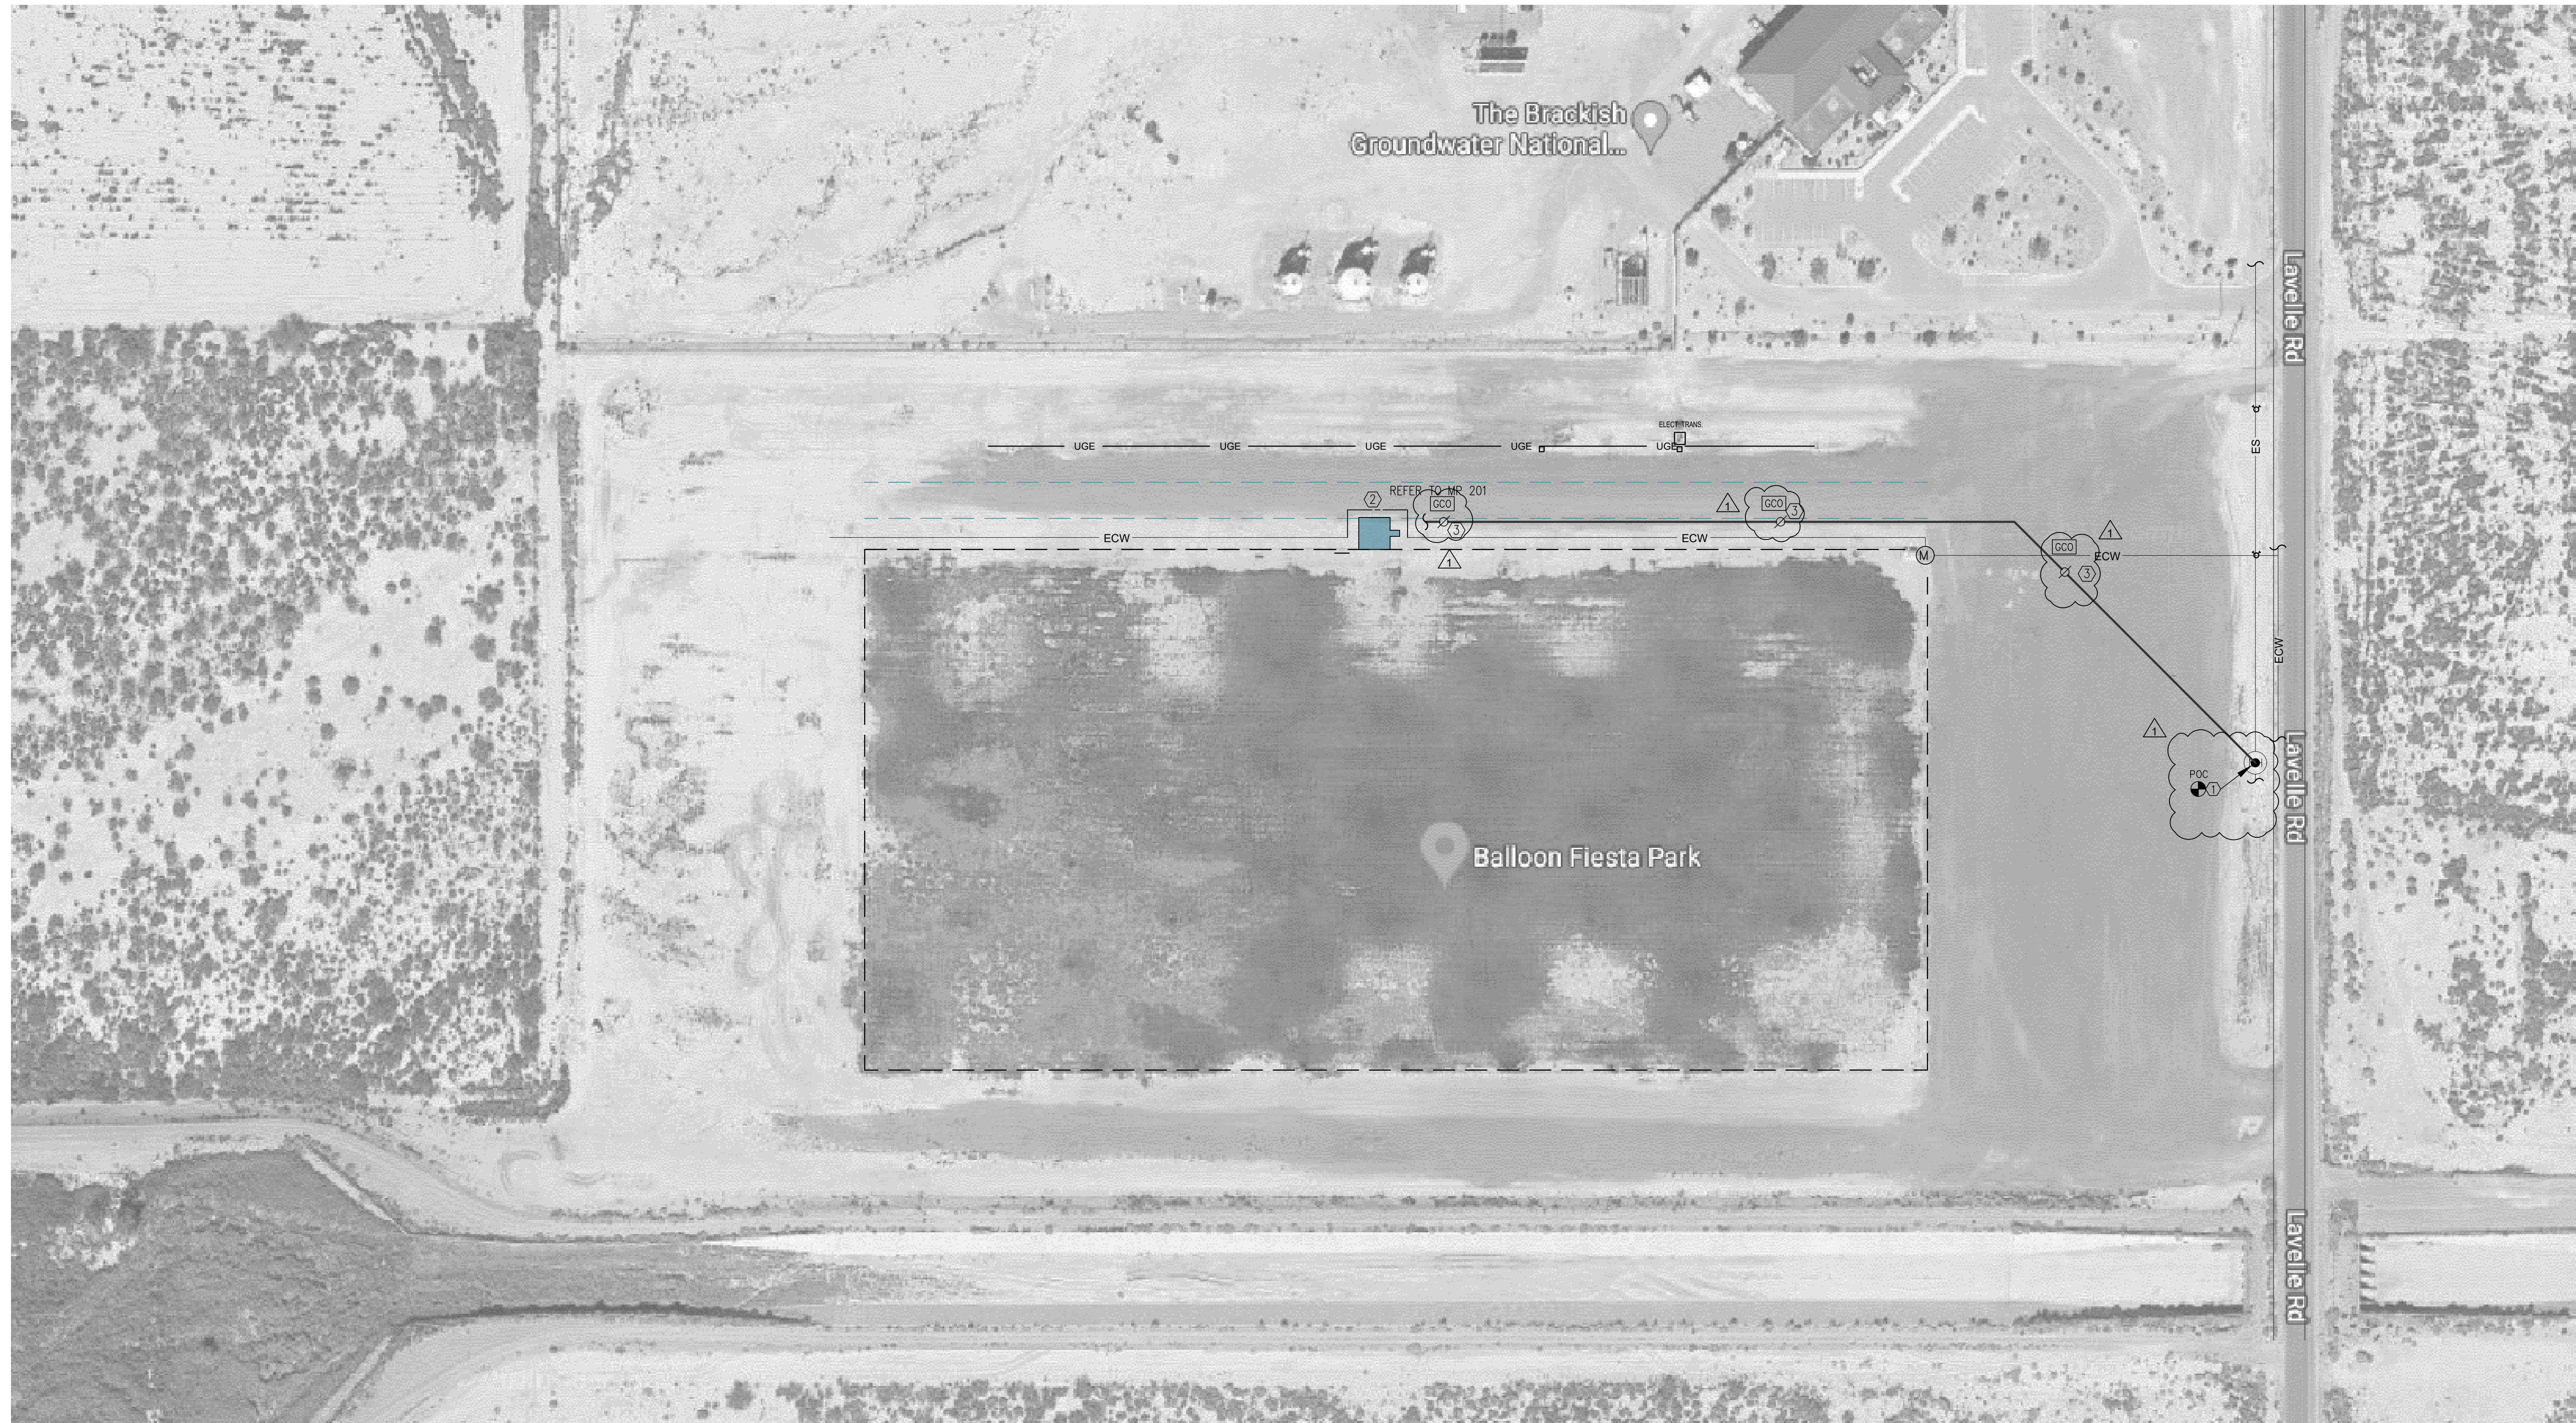 The Brackish
Groundwater National...
Lavelle Rd
ELECT. TRANS.
UGE
UGE
UGE
UGE
UGE
ES
2
REFER TO MP 201
GCO
3
1
GCO
3
1
GCO
3
1
ECW
ECW
M
ECW
ECW
1
Lavelle Rd
POC
1
Balloon Fiesta Park
Lavelle Rd